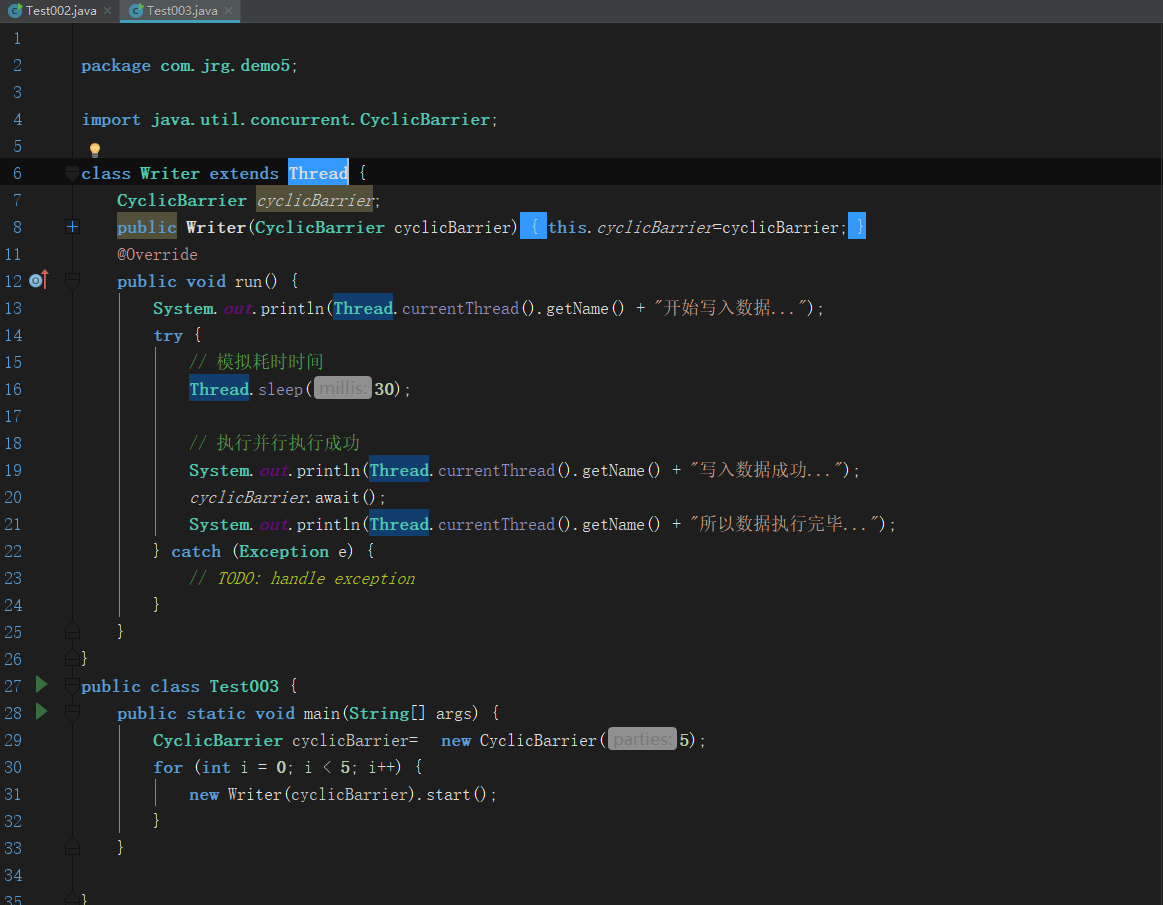 Test002.java × Test003.java ×
1
2 package com.jrg.demo5;
3
4 import java.util.concurrent.CyclicBarrier;
5
6 class Writer extends Thread {
7 CyclicBarrier cyclicBarrier;
8 public Writer(CyclicBarrier cyclicBarrier) { this.cyclicBarrier=cyclicBarrier; }
11 @Override
12 public void run() {
13 System.out.println(Thread.currentThread().getName() + "开始写入数据...");
14 try {
15 // 模拟耗时时间
16 Thread.sleep( millis: 30);
17
18 // 执行并行执行成功
19 System.out.println(Thread.currentThread().getName() + "写入数据成功...");
20 cyclicBarrier.await();
21 System.out.println(Thread.currentThread().getName() + "所以数据执行完毕...");
22 } catch (Exception e) {
23 // TODO: handle exception
24 }
25 }
26 }
27 public class Test003 {
28 public static void main(String[] args) {
29 CyclicBarrier cyclicBarrier= new CyclicBarrier( parties: 5);
30 for (int i = 0; i < 5; i++) {
31 new Writer(cyclicBarrier).start();
32 }
33 }
34
35 }